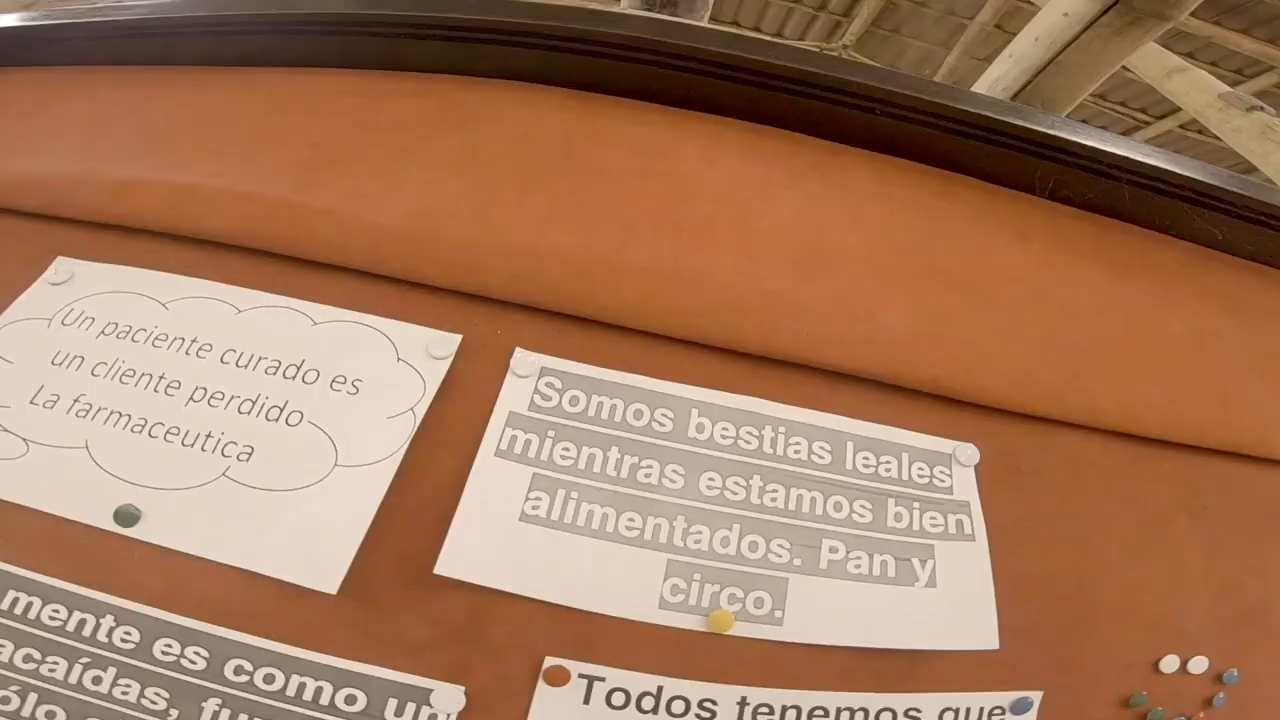 Un paciente curado es
un cliente perdido
La farmaceutica
Somos bestias leales
mientras estamos bien
alimentados. Pan y
circo.
mente es como un
acaídas,
Todos tenemos que